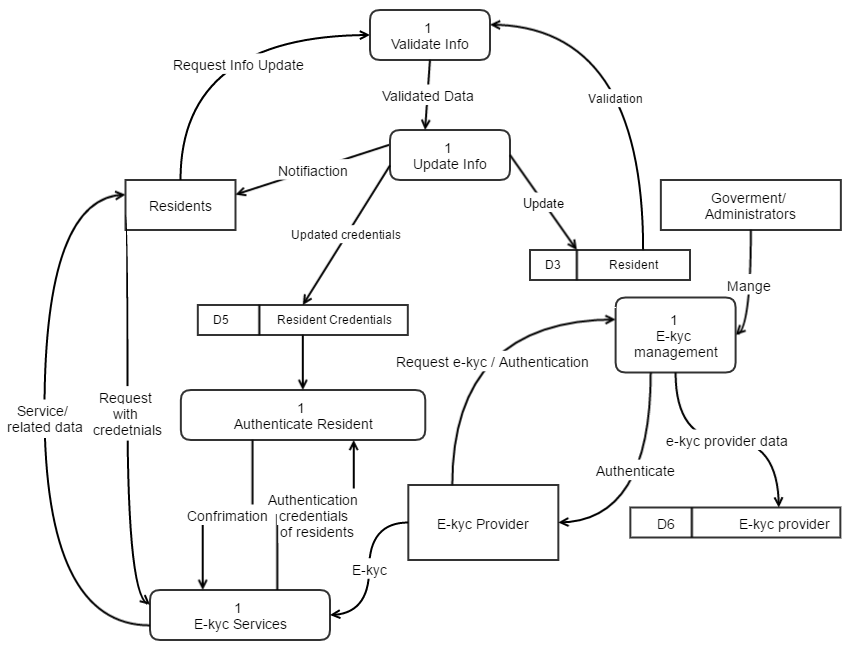 1
Validate Info
Request Info Update
Validated Data
Validation
1
Update Info
Notifiaction
Residents
Update
Goverment/
Administrators
Updated credentials
D3
Resident
Mange
D5
Resident Credentials
1
E-kyc
management
Request e-kyc / Authentication
1
Authenticate Resident
Service/
related data
Request
with
credetnials
e-kyc provider data
Authenticate
Confrimation
Authentication
credentials
of residents
E-kyc Provider
D6
E-kyc provider
E-kyc
1
E-kyc Services